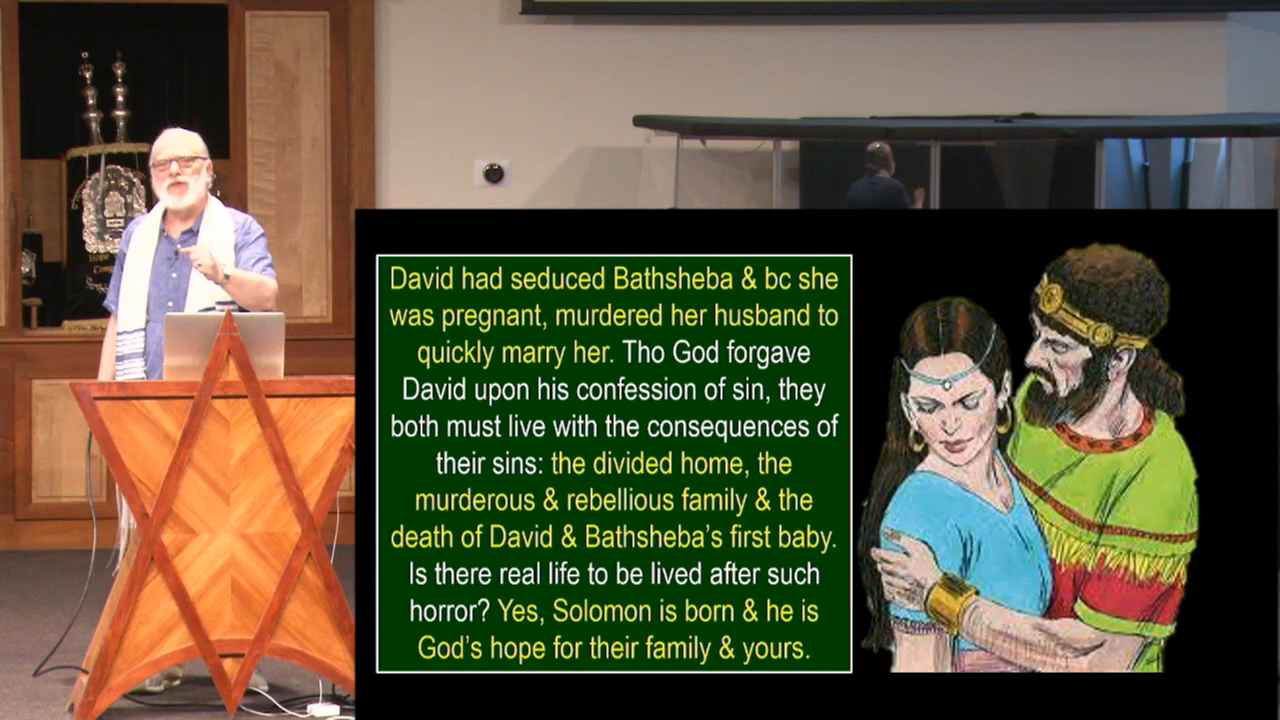 David had seduced Bathsheba & bc she
was pregnant, murdered her husband to
quickly marry her. Tho God forgave
David upon his confession of sin, they
both must live with the consequences of
their sins: the divided home, the
murderous & rebellious family & the
death of David & Bathsheba's first baby.
Is there real life to be lived after such
horror? Yes, Solomon is born & he is
God's hope for their family & yours.